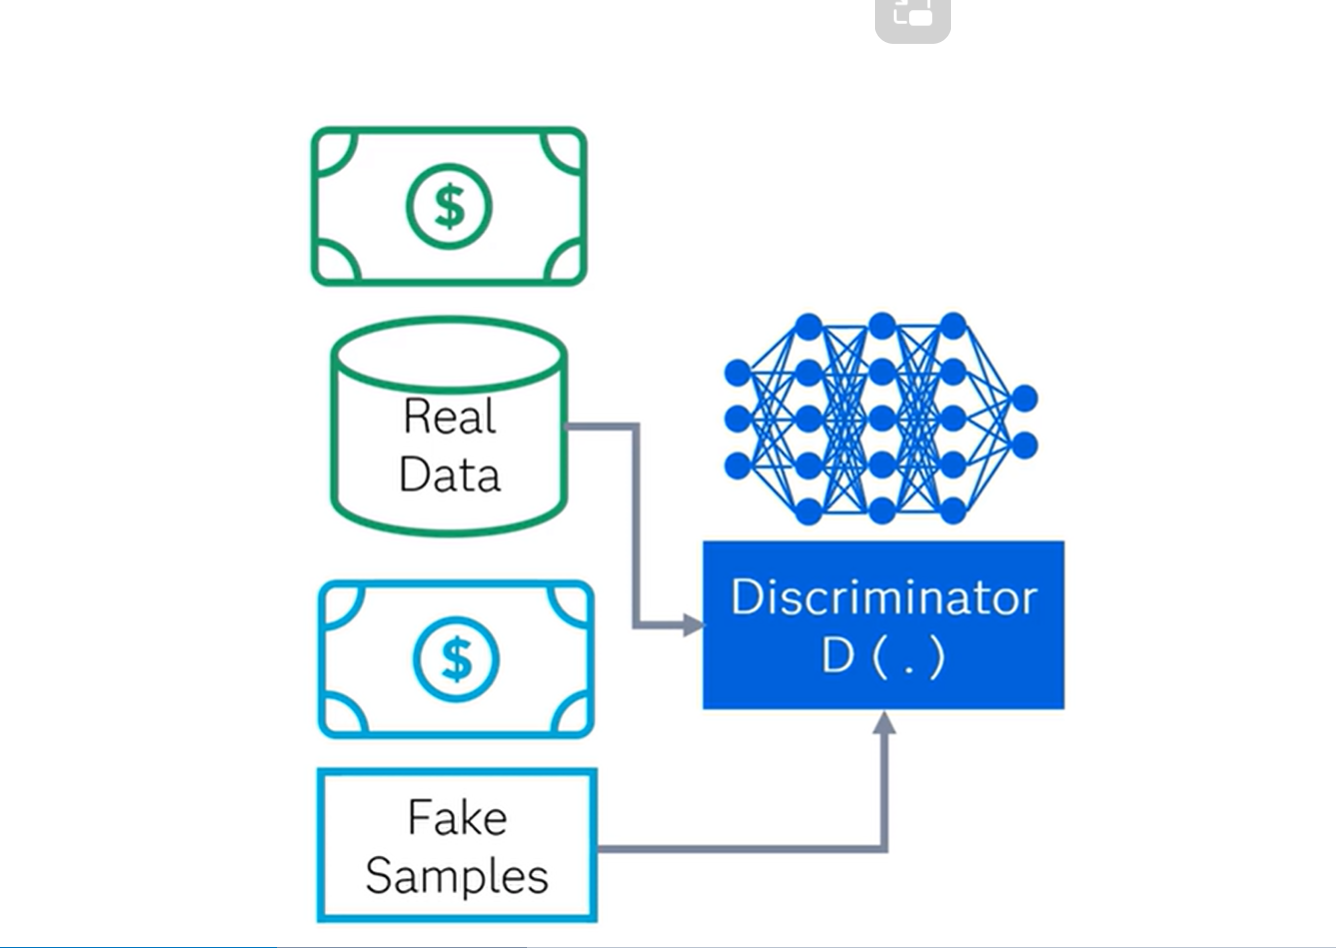 $
Real
Data
$
Discriminator
D(.)
Fake
Samples